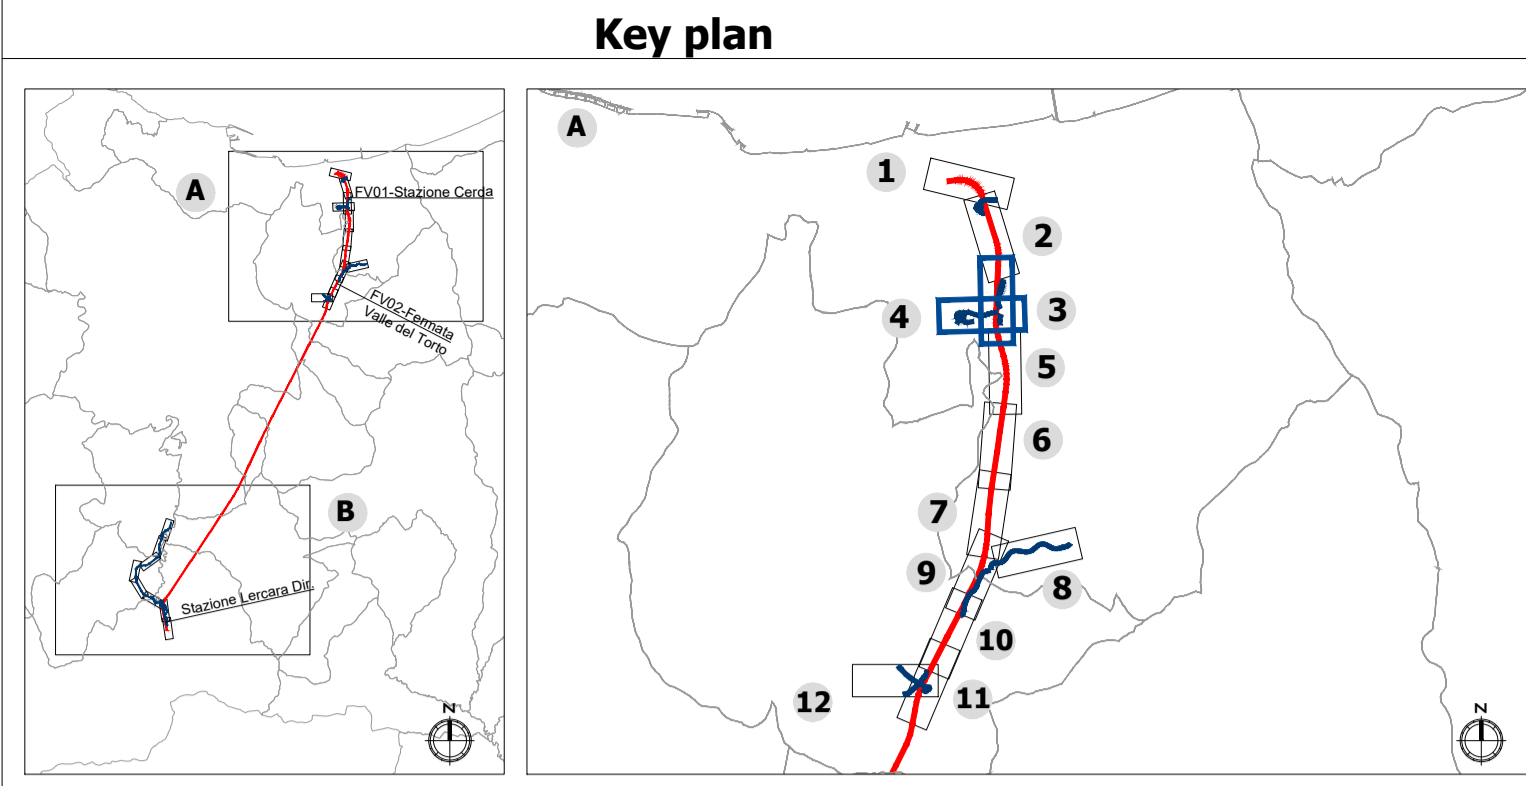 Key plan
A
FV01-Stazione Cerda
FV02-Fermata
Valle del Torto
B
Stazione Lercara Dir.
N
A
1
2
3
4
5
6
7
8
9
10
11
12
N